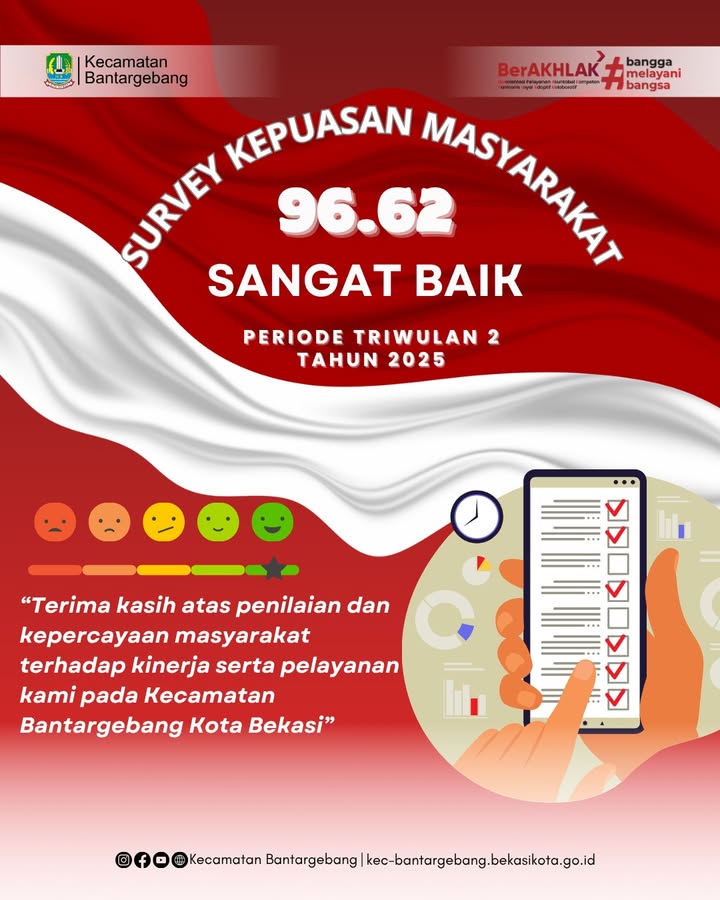 Kecamatan
Bantargebang
BerAKHLAK
#bangga
melayani
bangsa
SURVEY KEPUASAN MASYARAKAT
96.62
SANGAT BAIK
PERIODE TRIWULAN 2
TAHUN 2025
“Terima kasih atas penilaian dan
kepercayaan masyarakat
terhadap kinerja serta pelayanan
kami pada Kecamatan
Bantargebang Kota Bekasi”
Kecamatan Bantargebang | kec-bantargebang.bekasikota.go.id